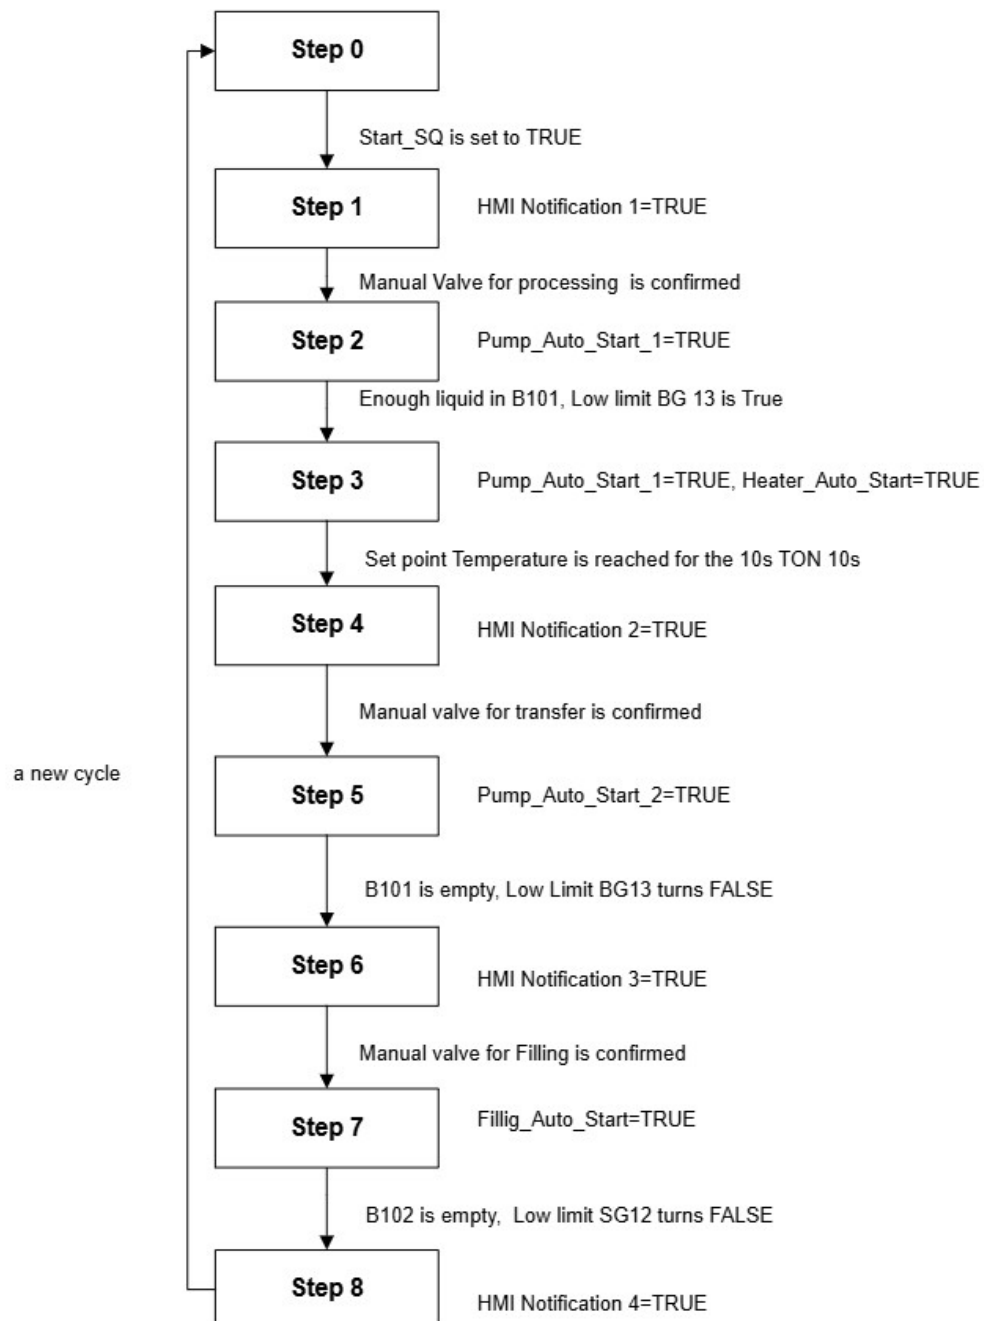 Step 0
Start_SQ is set to TRUE
Step 1
HMI Notification 1=TRUE
Manual Valve for processing is confirmed
Step 2
Pump_Auto_Start_1=TRUE
Enough liquid in B101, Low limit BG 13 is True
Step 3
Pump_Auto_Start_1=TRUE, Heater_Auto_Start=TRUE
Set point Temperature is reached for the 10s TON 10s
Step 4
HMI Notification 2=TRUE
Manual valve for transfer is confirmed
a new cycle
Step 5
Pump_Auto_Start_2=TRUE
B101 is empty, Low Limit BG13 turns FALSE
Step 6
HMI Notification 3=TRUE
Manual valve for Filling is confirmed
Step 7
Fillig_Auto_Start=TRUE
B102 is empty, Low limit SG12 turns FALSE
Step 8
HMI Notification 4=TRUE